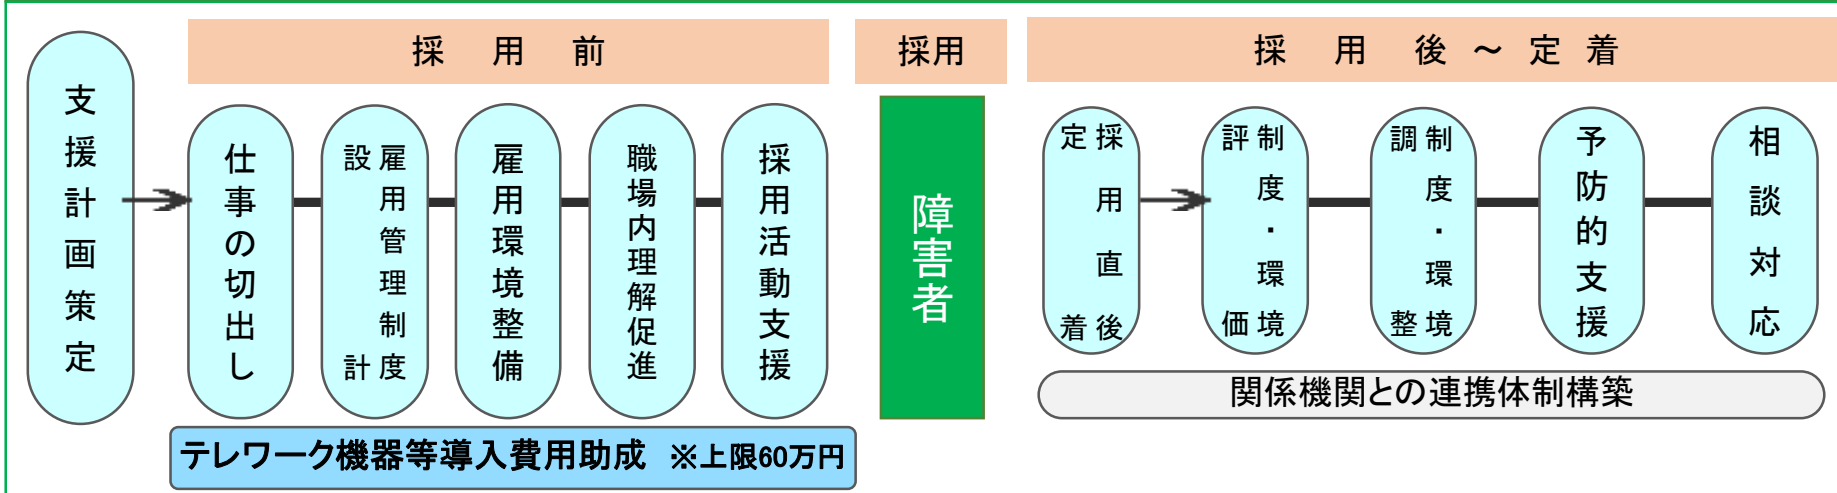 支援計画策定
採用前
仕事の切出し
雇用管理制度
設計
雇用環境整備
職場内理解促進
採用活動支援
テレワーク機器等導入費用助成 ※上限60万円
採用
障害者
採用後～定着
採用直後
定着
制度・環境
評価
制度・環境
調整
予防的支援
相談対応
関係機関との連携体制構築